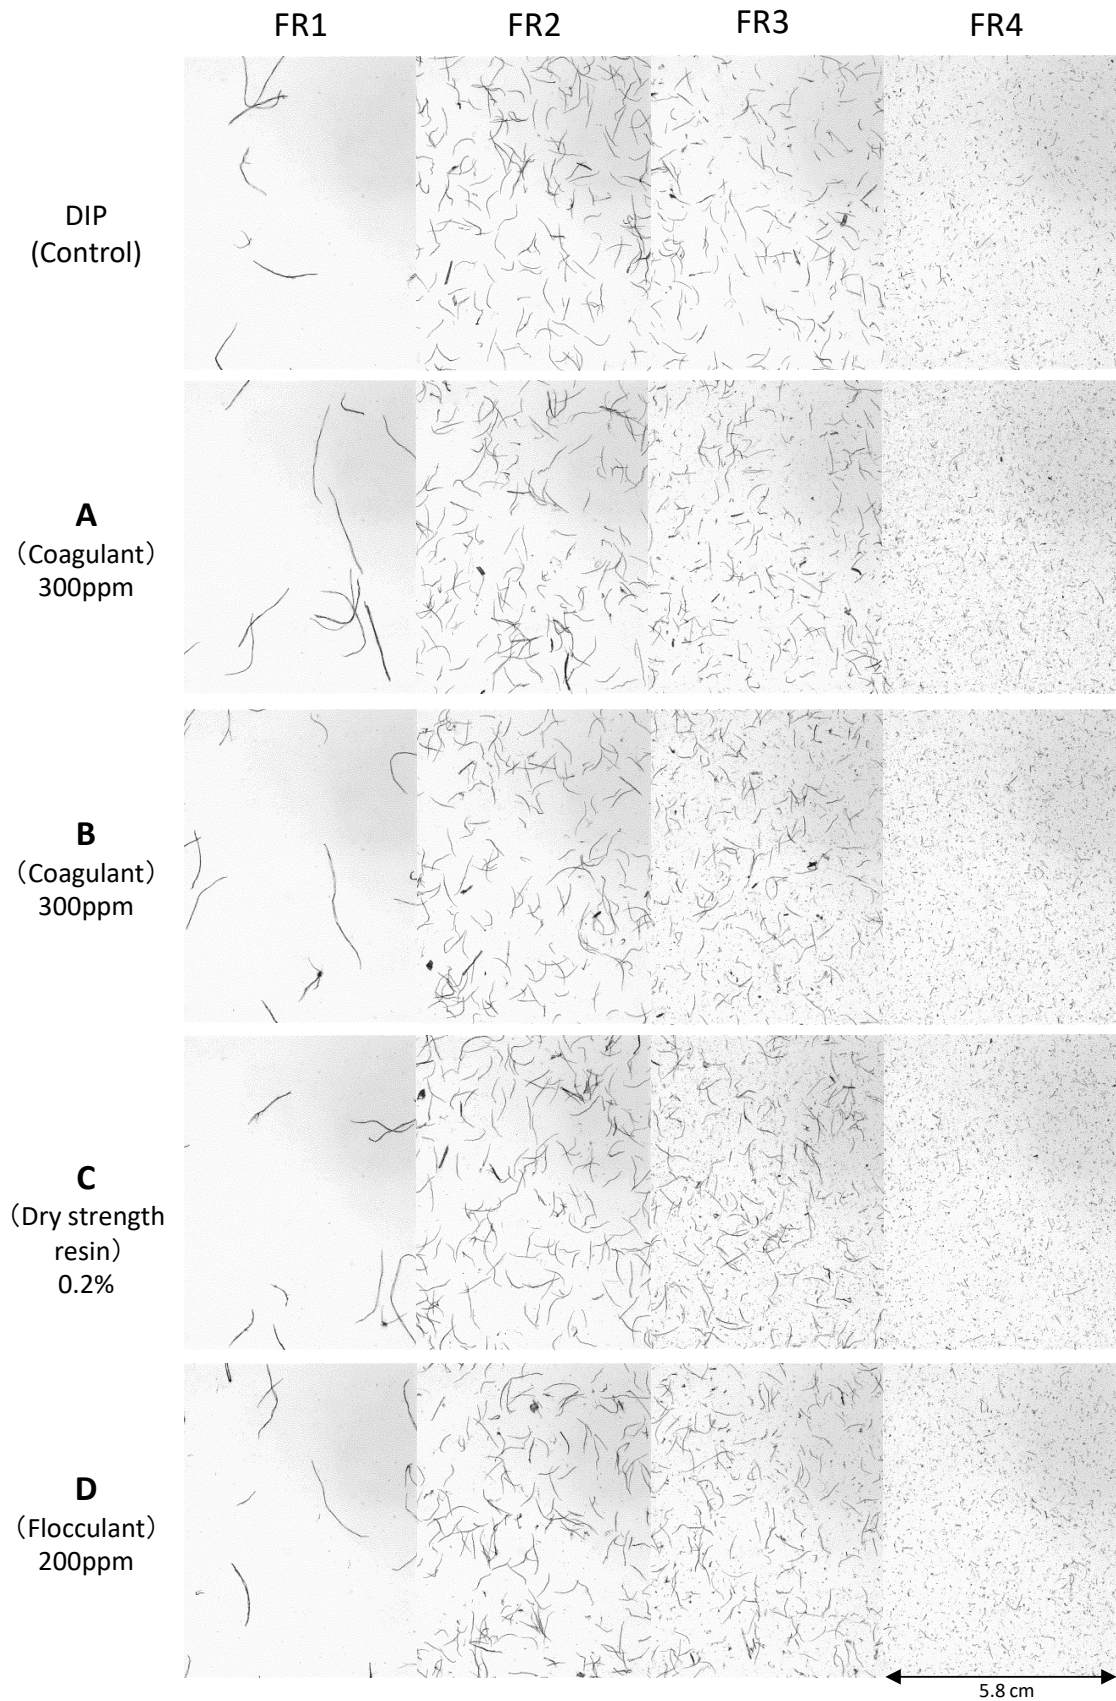 FR1 FR2 FR3 FR4
DIP
(Control)
A
（Coagulant）
300ppm
B
（Coagulant）
300ppm
C
（Dry strength
resin）
0.2%
D
（Flocculant）
200ppm
5.8 cm